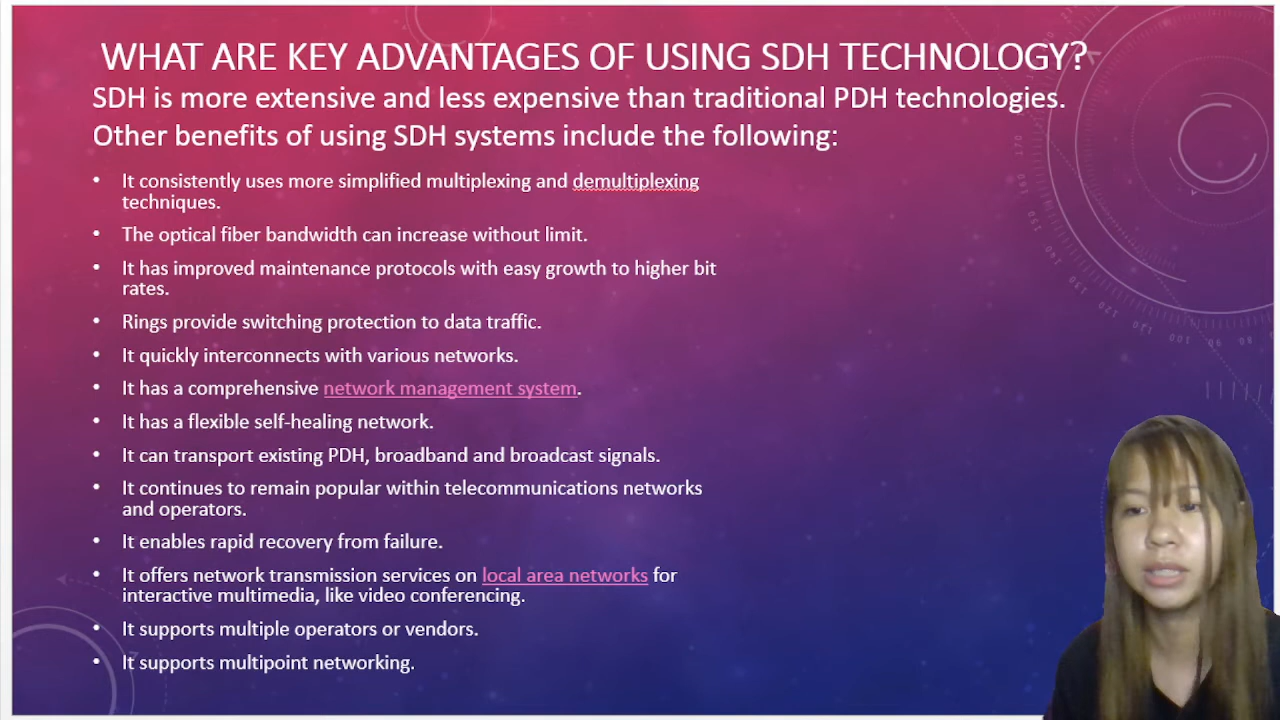 WHAT ARE KEY ADVANTAGES OF USING SDH TECHNOLOGY?
SDH is more extensive and less expensive than traditional PDH technologies.
Other benefits of using SDH systems include the following:
• It consistently uses more simplified multiplexing and demultiplexing
techniques.
• The optical fiber bandwidth can increase without limit.
• It has improved maintenance protocols with easy growth to higher bit
rates.
• Rings provide switching protection to data traffic.
• It quickly interconnects with various networks.
• It has a comprehensive network management system.
• It has a flexible self-healing network.
• It can transport existing PDH, broadband and broadcast signals.
• It continues to remain popular within telecommunications networks
and operators.
• It enables rapid recovery from failure.
• It offers network transmission services on local area networks for
interactive multimedia, like video conferencing.
• It supports multiple operators or vendors.
• It supports multipoint networking.